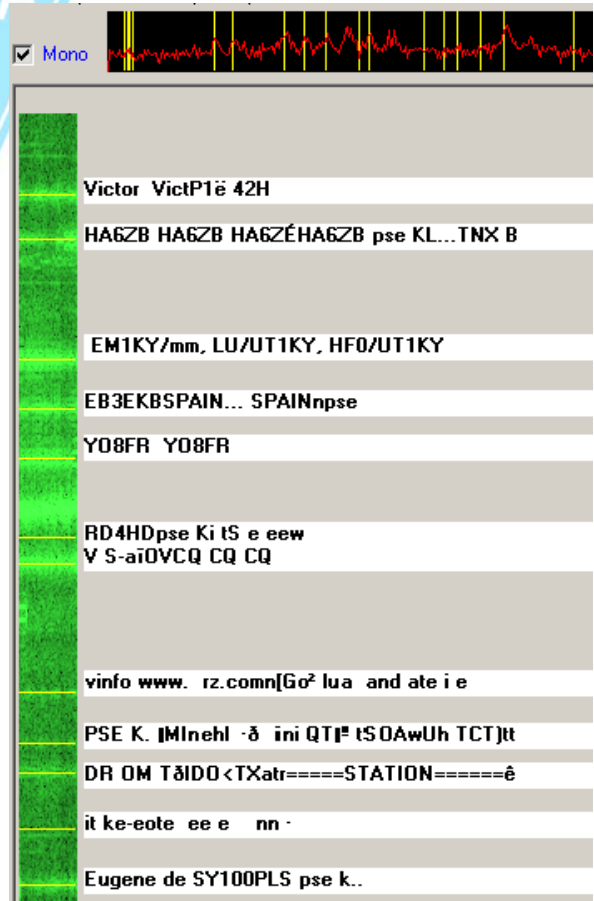 Mono
Victor VictP1ë 42H
HA6ZB HA6ZB HA6ZÉHA6ZB pse KL...TNX B
EM1KY/mm, LU/UT1KY, HF0/UT1KY
EB3EKBSPAIN... SPAINnpse
YO8FR YO8FR
RD4HDpse Ki tS e eew
V S-aïOVCQ CQ CQ
vinfo www. rz.comn[Go² lua and ate i e
PSE K. ini tSOAwUh TCT)tt
DR OM TðIDO<TXatr=====STATION======ê
it ke-eote ee e nn ·
Eugene de SY100PLS pse k..